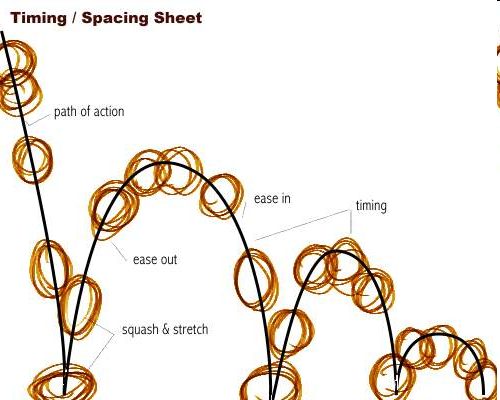 Timing / Spacing Sheet
path of action
ease in
timing
ease out
squash & stretch